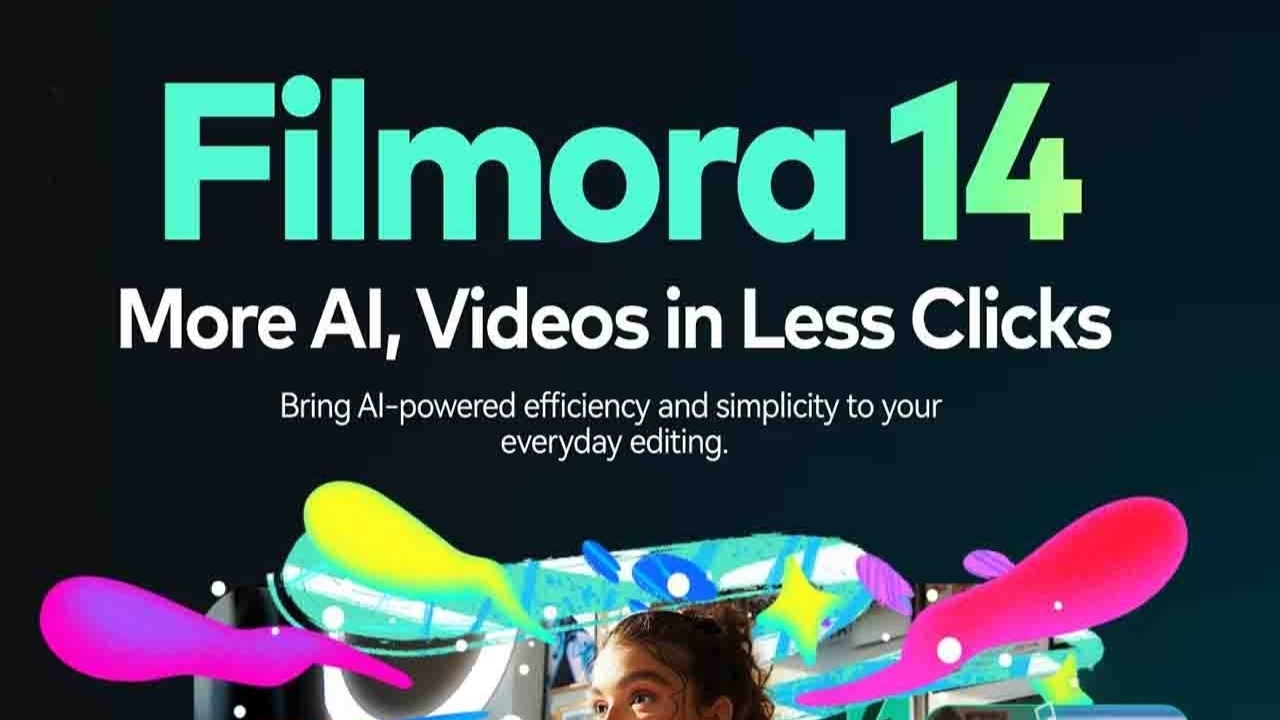 Filmora 14
More AI, Videos in Less Clicks
Bring AI-powered efficiency and simplicity to your
everyday editing.